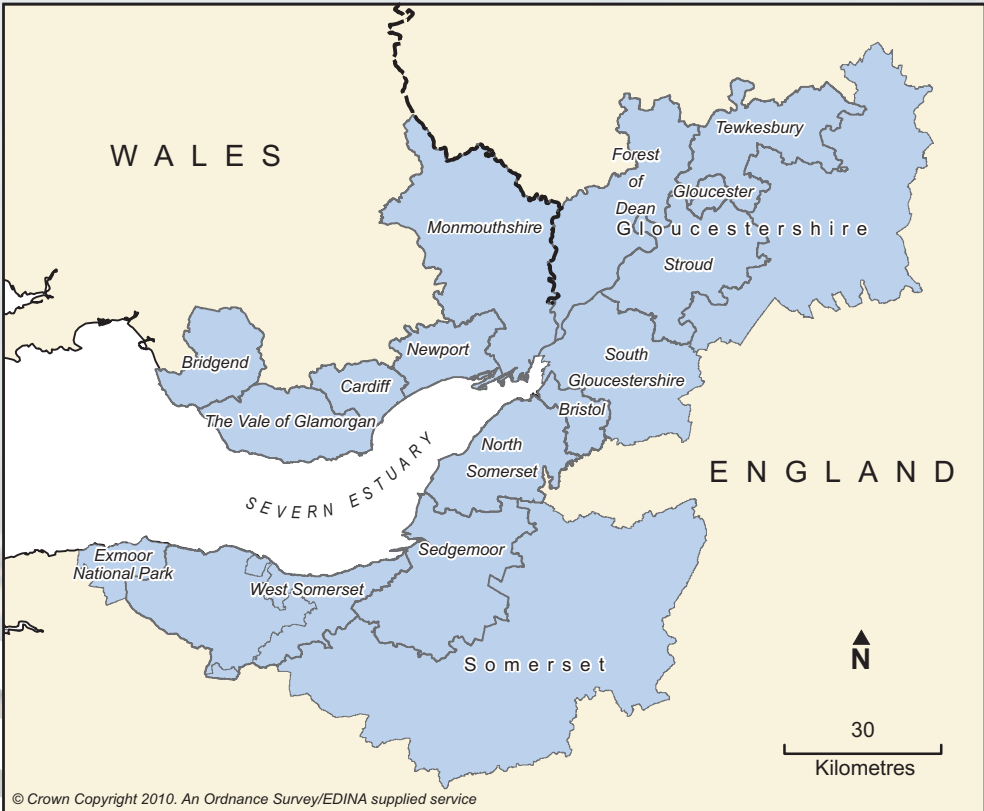 WALES
Tewkesbury
Forest
of
Dean
Gloucester
Monmouthshire
Gloucestershire
Stroud
Newport
South
Gloucestershire
Bridgend
Cardiff
Bristol
The Vale of Glamorgan
North
Somerset
SEVERN ESTUARY
ENGLAND
Exmoor
National Park
Sedgemoor
West Somerset
Somerset
N
30
Kilometres
© Crown Copyright 2010. An Ordnance Survey/EDINA supplied service